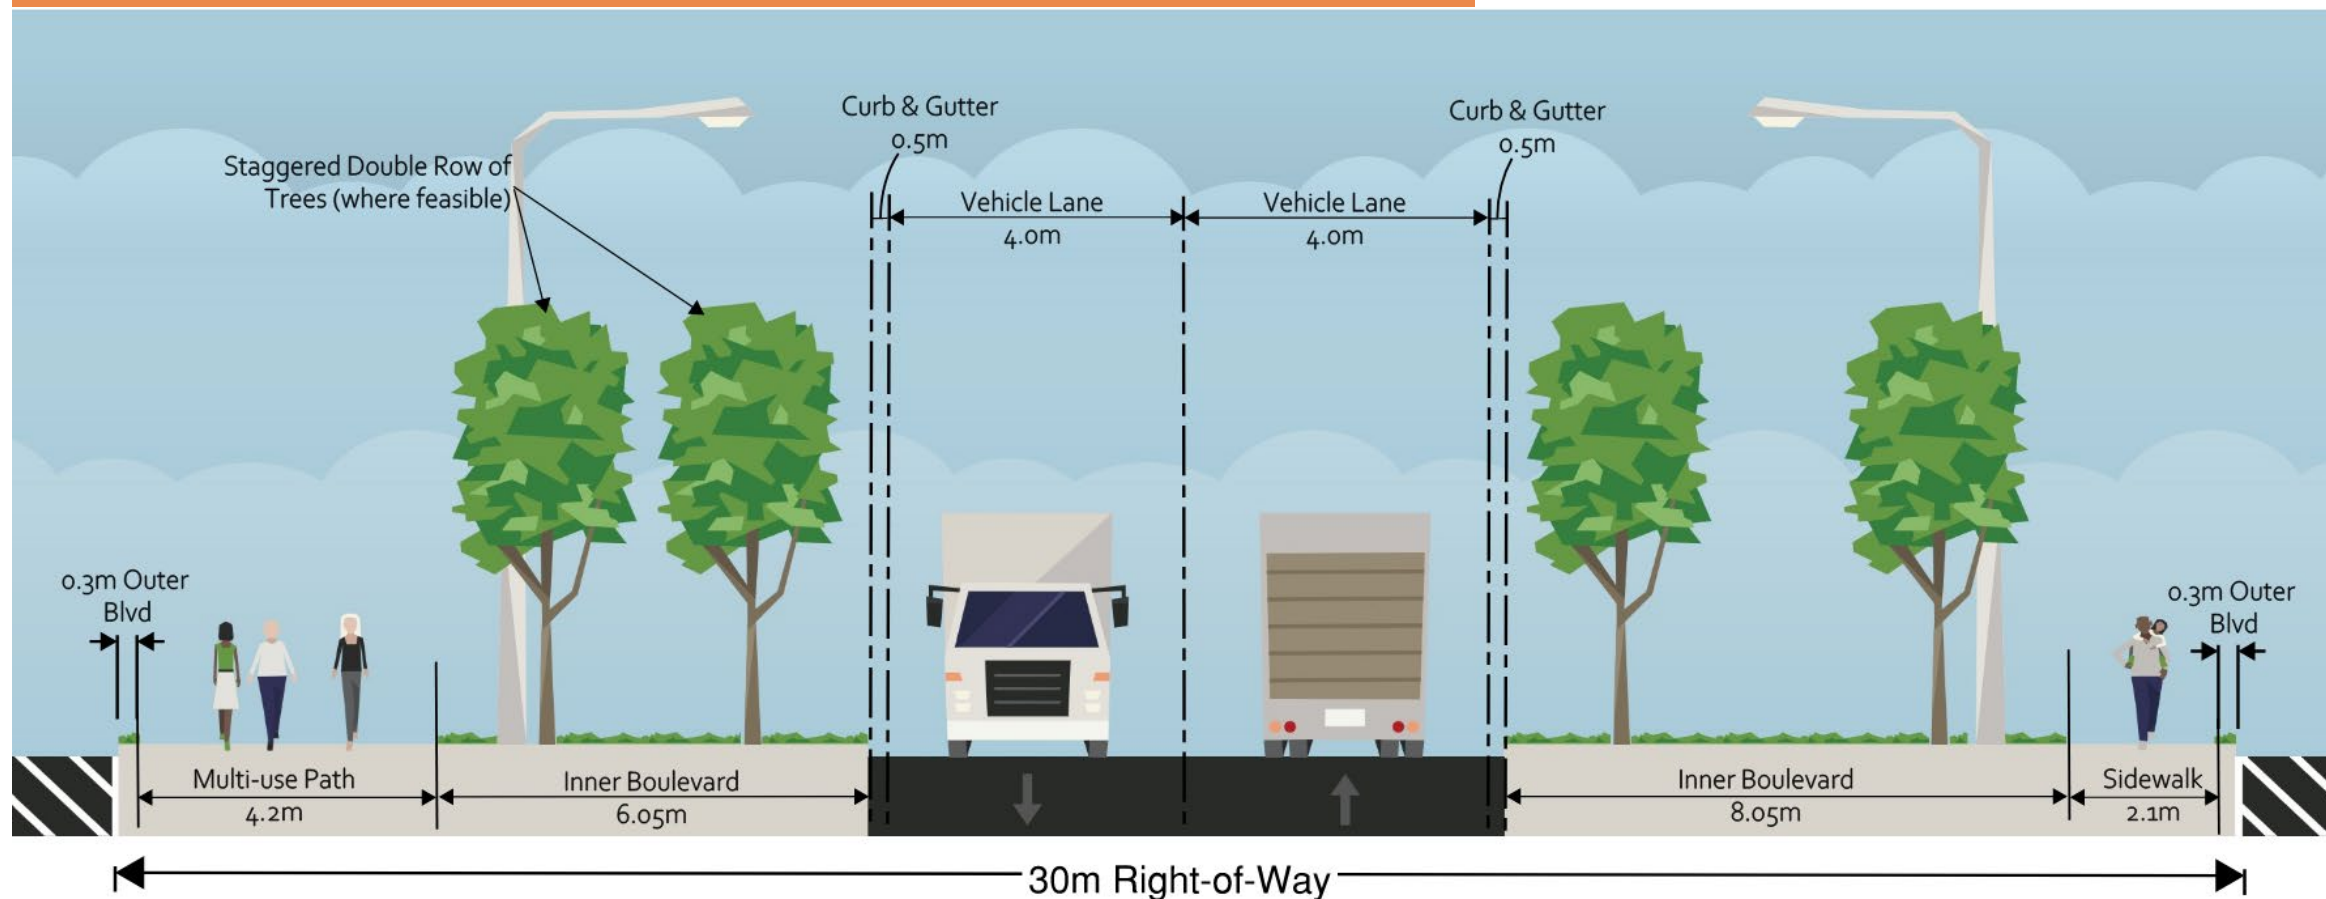 Curb & Gutter
0.5m
Curb & Gutter
0.5m
Staggered Double Row of
Trees (where feasible)
Vehicle Lane
4.0m
Vehicle Lane
4.0m
0.3m Outer
Blvd
0.3m Outer
Blvd
Multi-use Path
4.2m
Inner Boulevard
6.05m
Inner Boulevard
8.05m
Sidewalk
2.1m
30m Right-of-Way